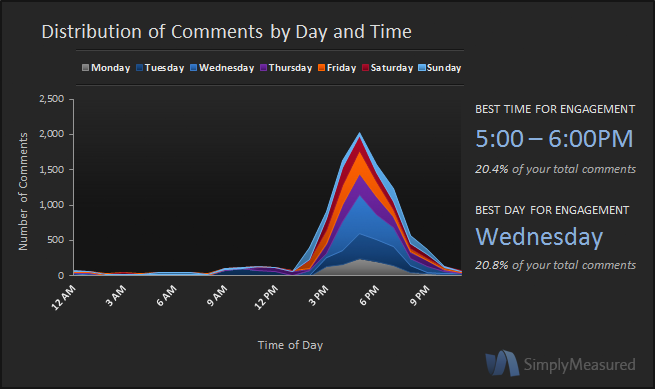 Distribution of Comments by Day and Time
Monday Tuesday Wednesday Thursday Friday Saturday Sunday
Number of Comments
2,500
2,000
1,500
1,000
500
0
12 AM 3 AM 6 AM 9 AM 12 PM 3 PM 6 PM 9 PM
Time of Day
BEST TIME FOR ENGAGEMENT
5:00 – 6:00PM
20.4% of your total comments
BEST DAY FOR ENGAGEMENT
Wednesday
20.8% of your total comments
SimplyMeasured